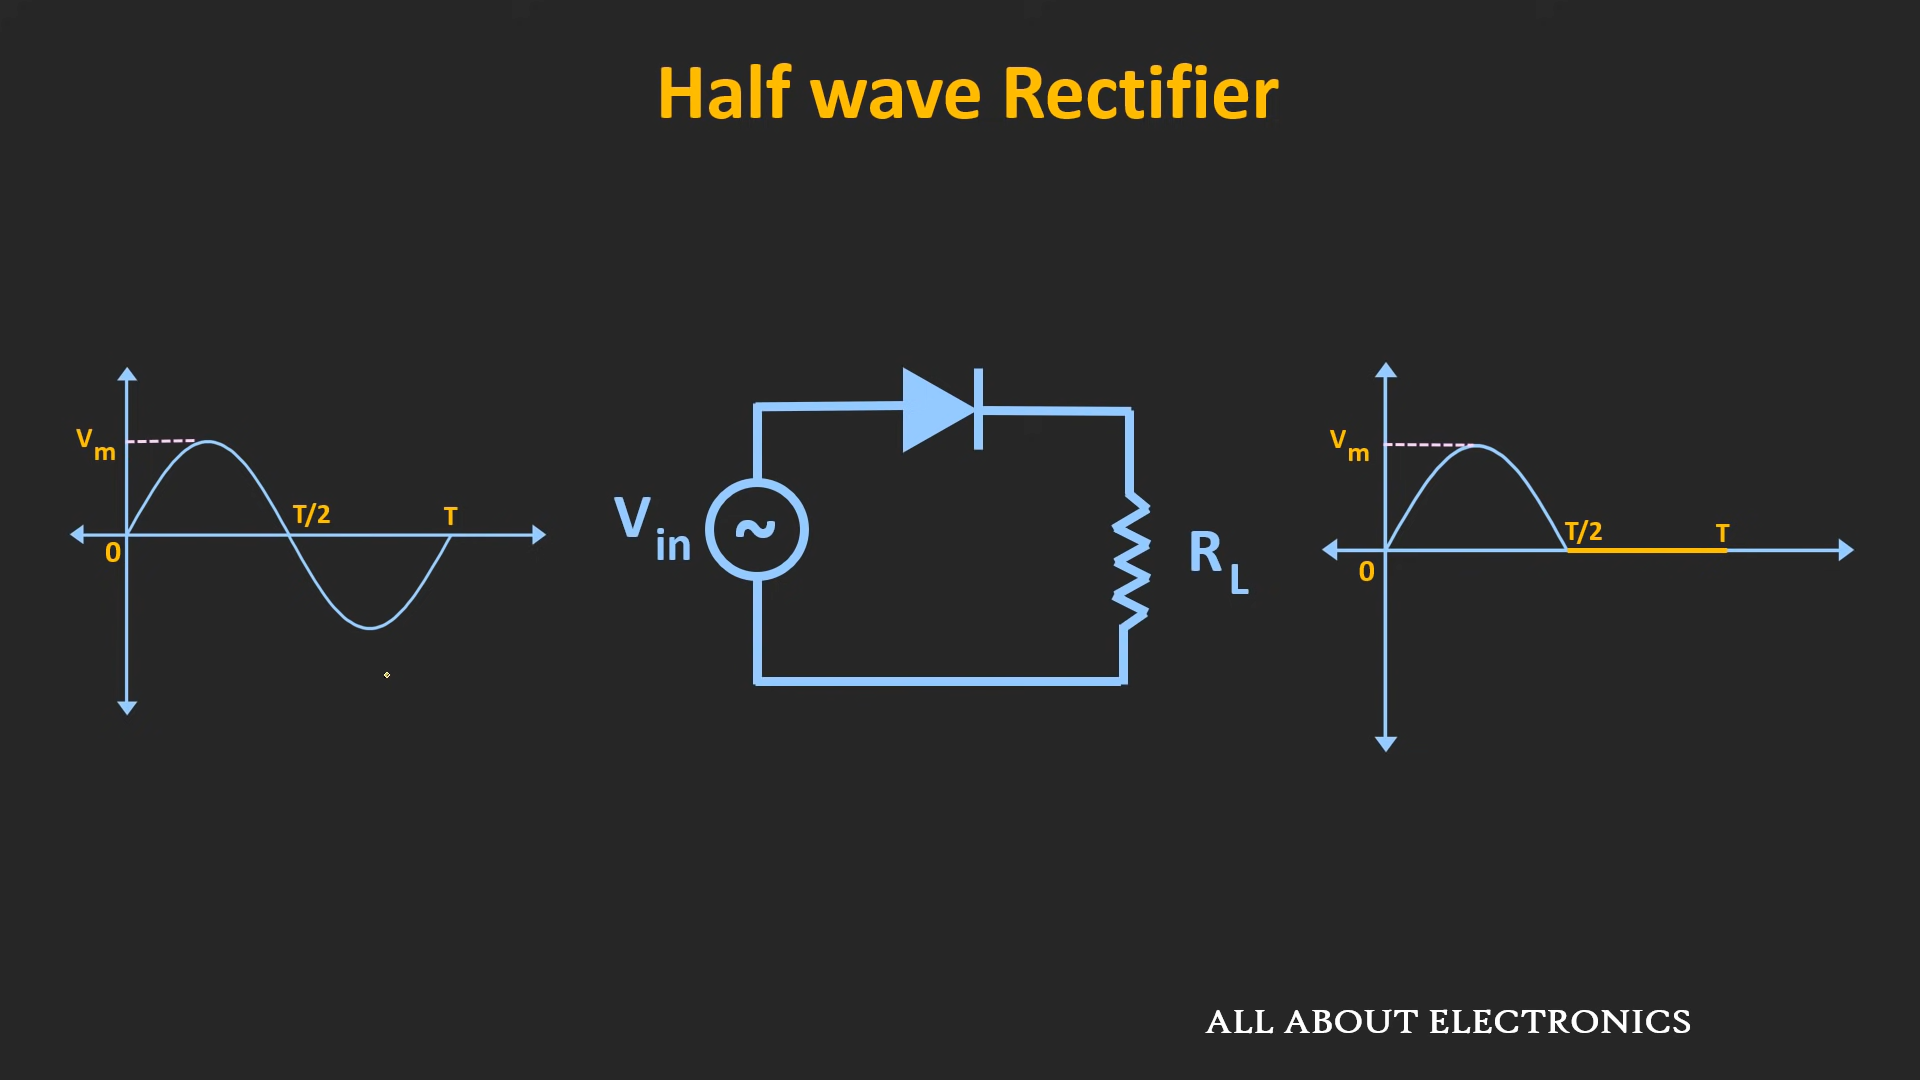 Half wave Rectifier
Vm
T/2
T
0
Vin
~
RL
Vm
T/2
T
0
ALL ABOUT ELECTRONICS